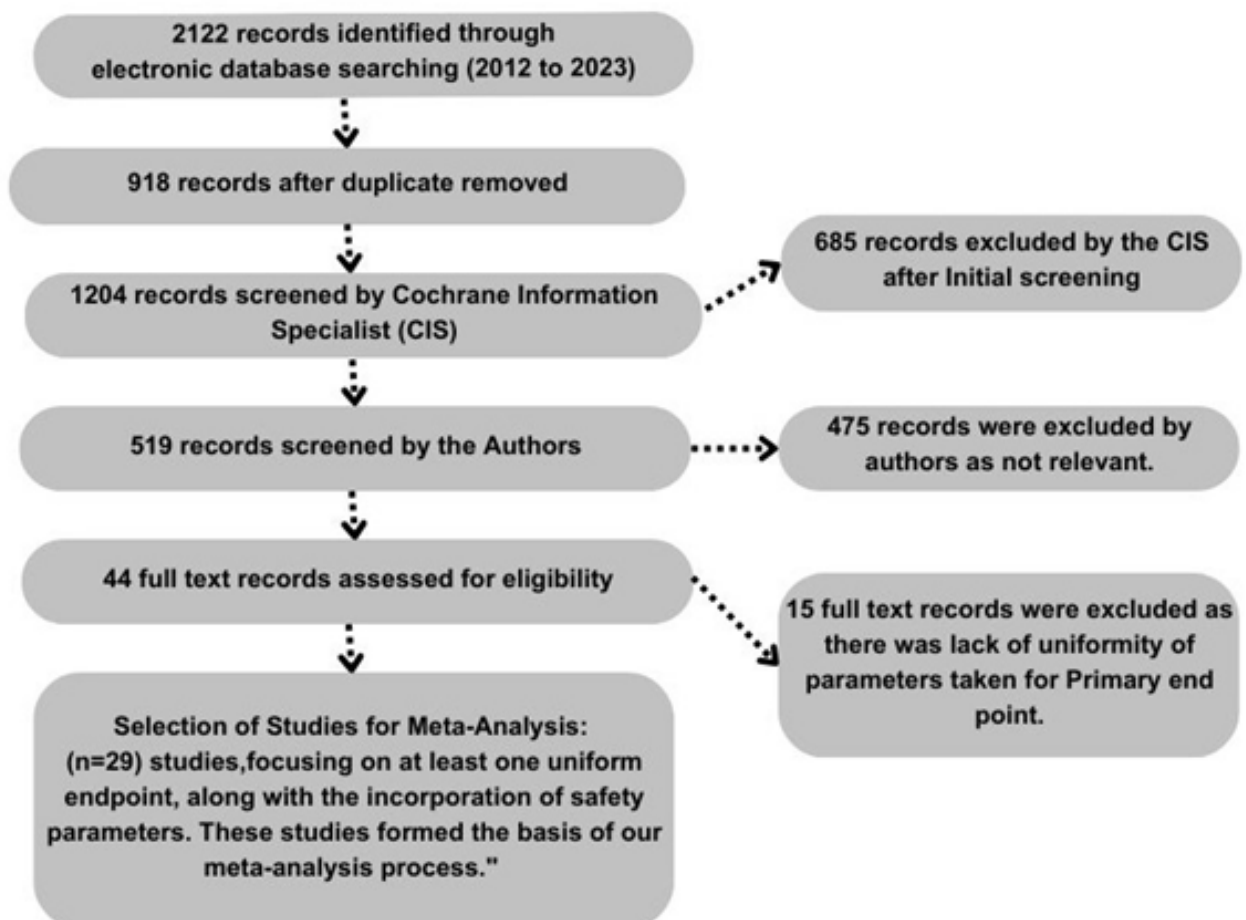 2122 records identified through
electronic database searching (2012 to 2023)
918 records after duplicate removed
1204 records screened by Cochrane Information
Specialist (CIS)
685 records excluded by the CIS
after Initial screening
519 records screened by the Authors
475 records were excluded by
authors as not relevant.
44 full text records assessed for eligibility
15 full text records were excluded as
there was lack of uniformity of
parameters taken for Primary end
point.
Selection of Studies for Meta-Analysis:
(n=29) studies,focusing on at least one uniform
endpoint, along with the incorporation of safety
parameters. These studies formed the basis of our
meta-analysis process."